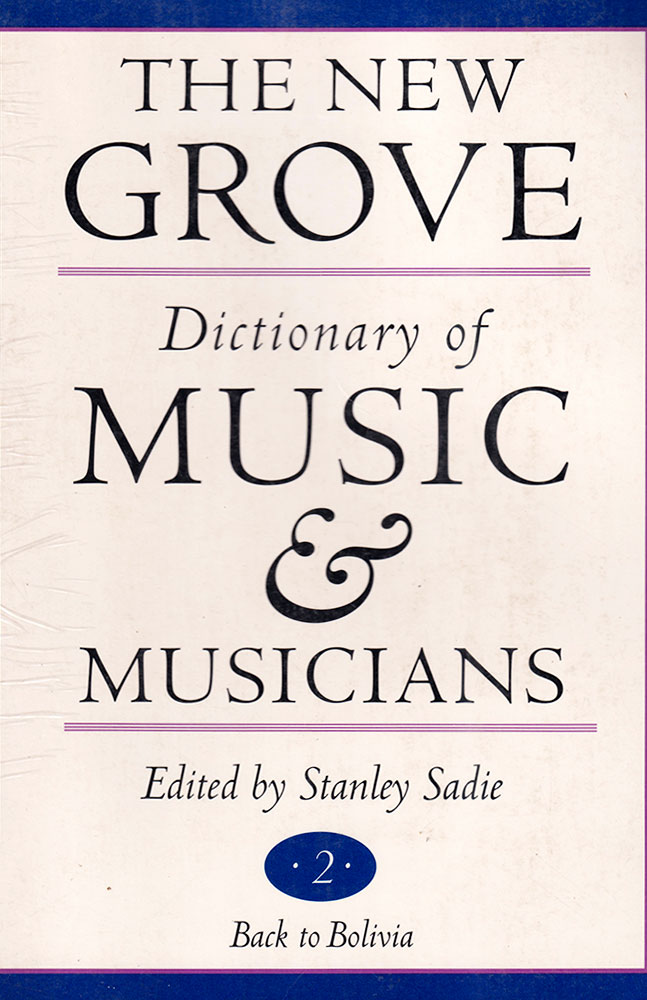 THE NEW
GROVE
Dictionary of
MUSIC
&
MUSICIANS
Edited by Stanley Sadie
· 2 ·
Back to Bolivia